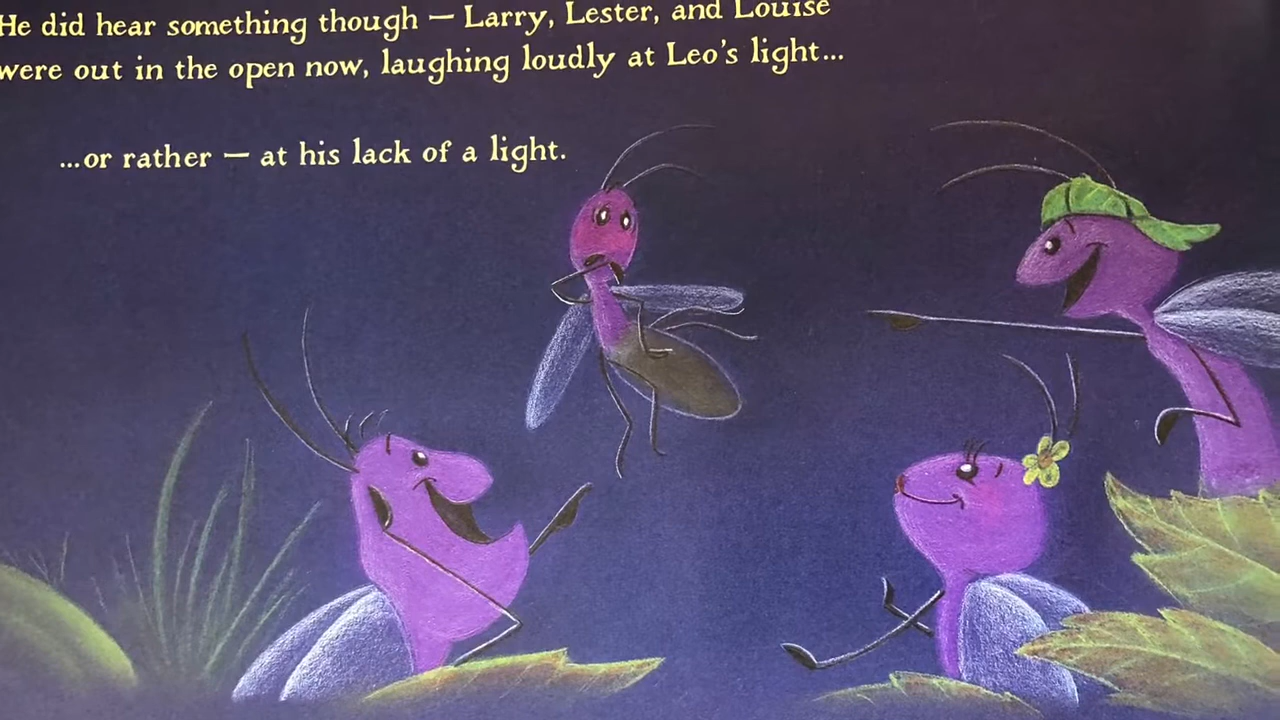 He did hear something though — Larry, Lester, and Louise
were out in the open now, laughing loudly at Leo's light...
...or rather — at his lack of a light.